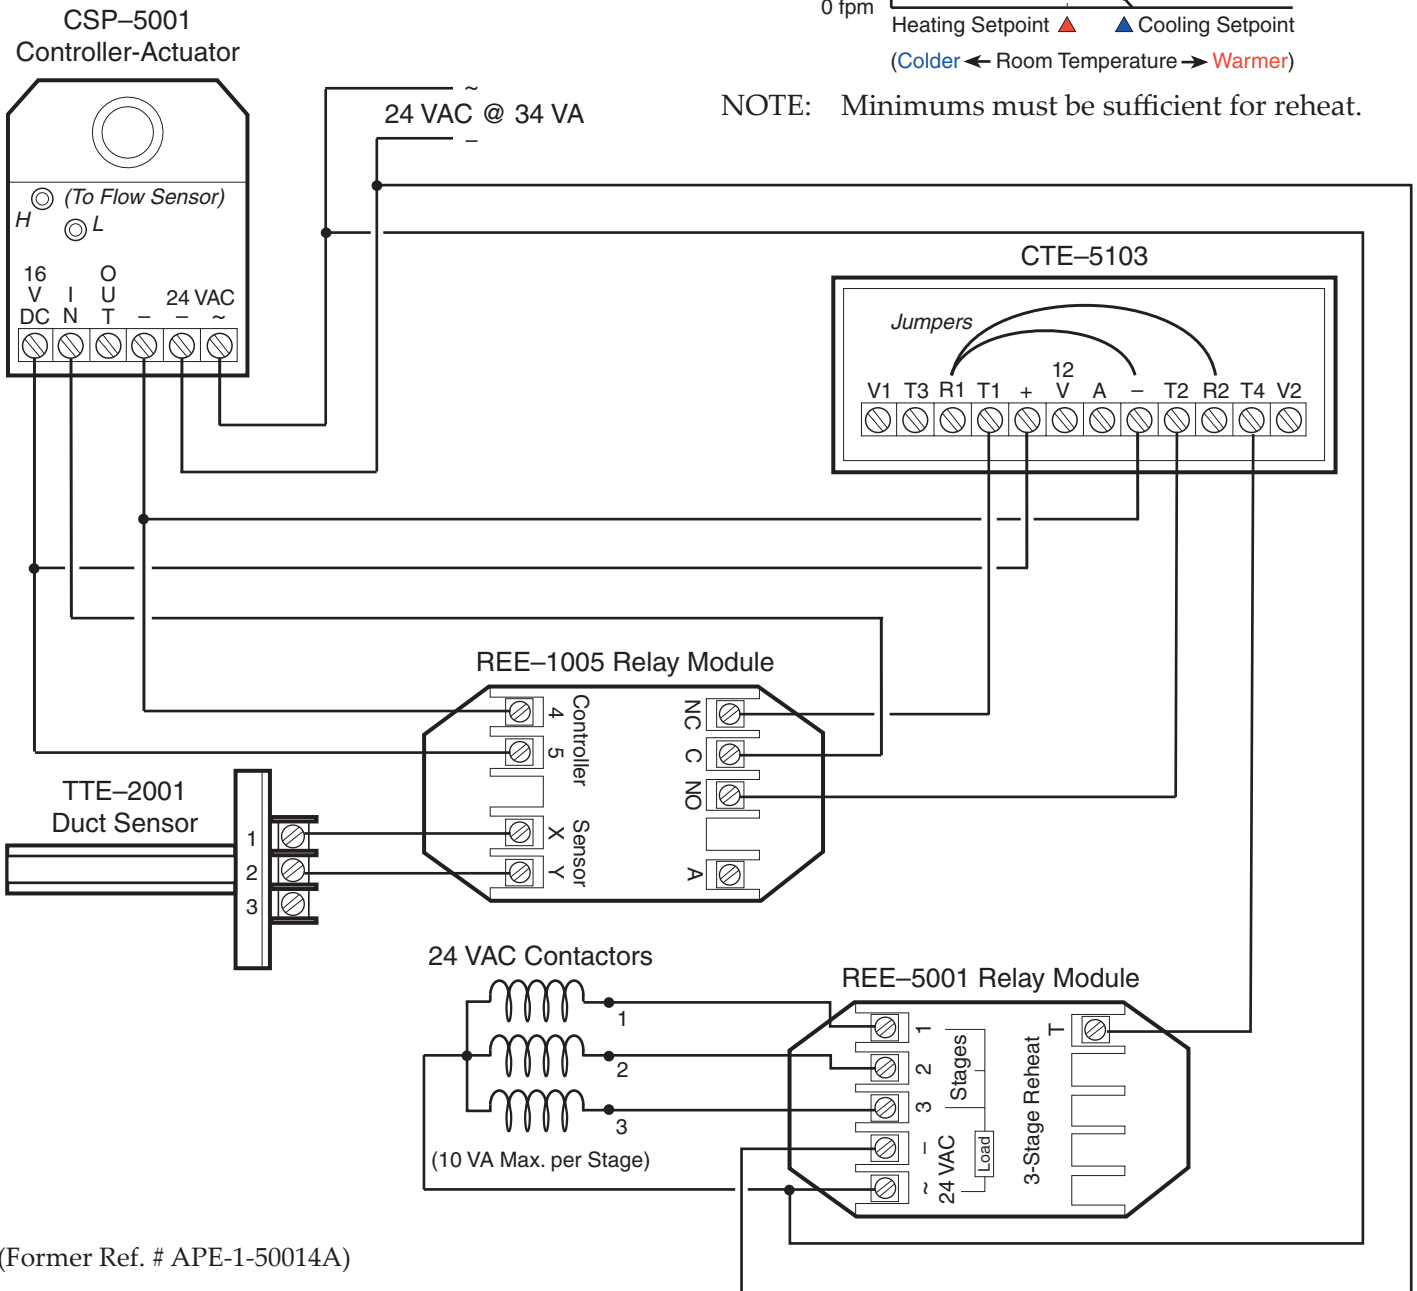 0 fpm
Heating Setpoint Cooling Setpoint
(Colder Room Temperature Warmer)
NOTE: Minimums must be sufficient for reheat.
CSP–5001
Controller-Actuator
~
24 VAC @ 34 VA
–
H (To Flow Sensor)
L
16 V DC
IN
OUT
–
24 VAC
– ~
CTE–5103
Jumpers
V1 T3 R1 T1 + 12 V A – T2 R2 T4 V2
REE–1005 Relay Module
4
5
Controller
X
Y
Sensor
NC
C
NO
A
TTE–2001
Duct Sensor
1
2
3
24 VAC Contactors
1
2
3
(10 VA Max. per Stage)
REE–5001 Relay Module
1
2
3
Stages
–
~
24 VAC
Load
3-Stage Reheat
T
(Former Ref. # APE-1-50014A)